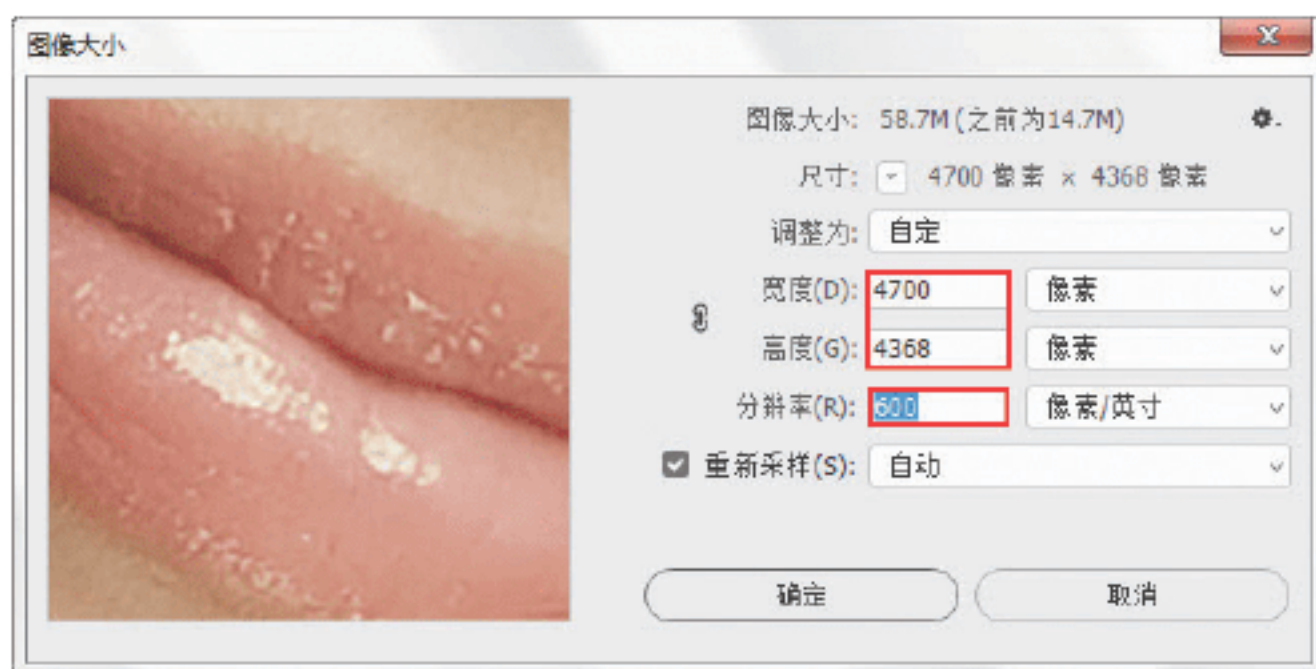 图像大小
图像大小: 58.7M (之前为14.7M)
尺寸: 4700 像素 × 4368 像素
调整为: 自定
宽度(D): 4700 像素
高度(G): 4368 像素
分辨率(R): 600 像素/英寸
重新采样(S): 自动
确定 取消